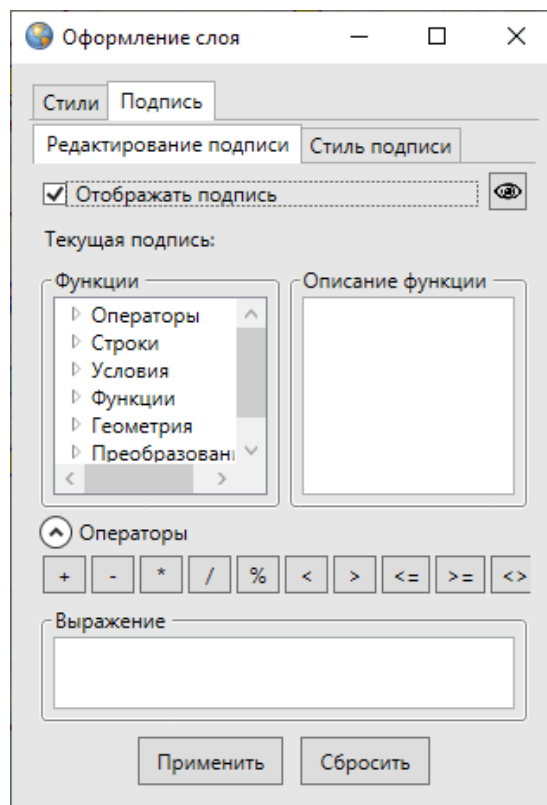 Оформление слоя
Стили Подпись
Редактирование подписи Стиль подписи
Отображать подпись
Текущая подпись:
Функции Описание функции
Операторы
Строки
Условия
Функции
Геометрия
Преобразовані
Операторы
+ - * / % < > <= >= <>
Выражение
Применить Сбросить